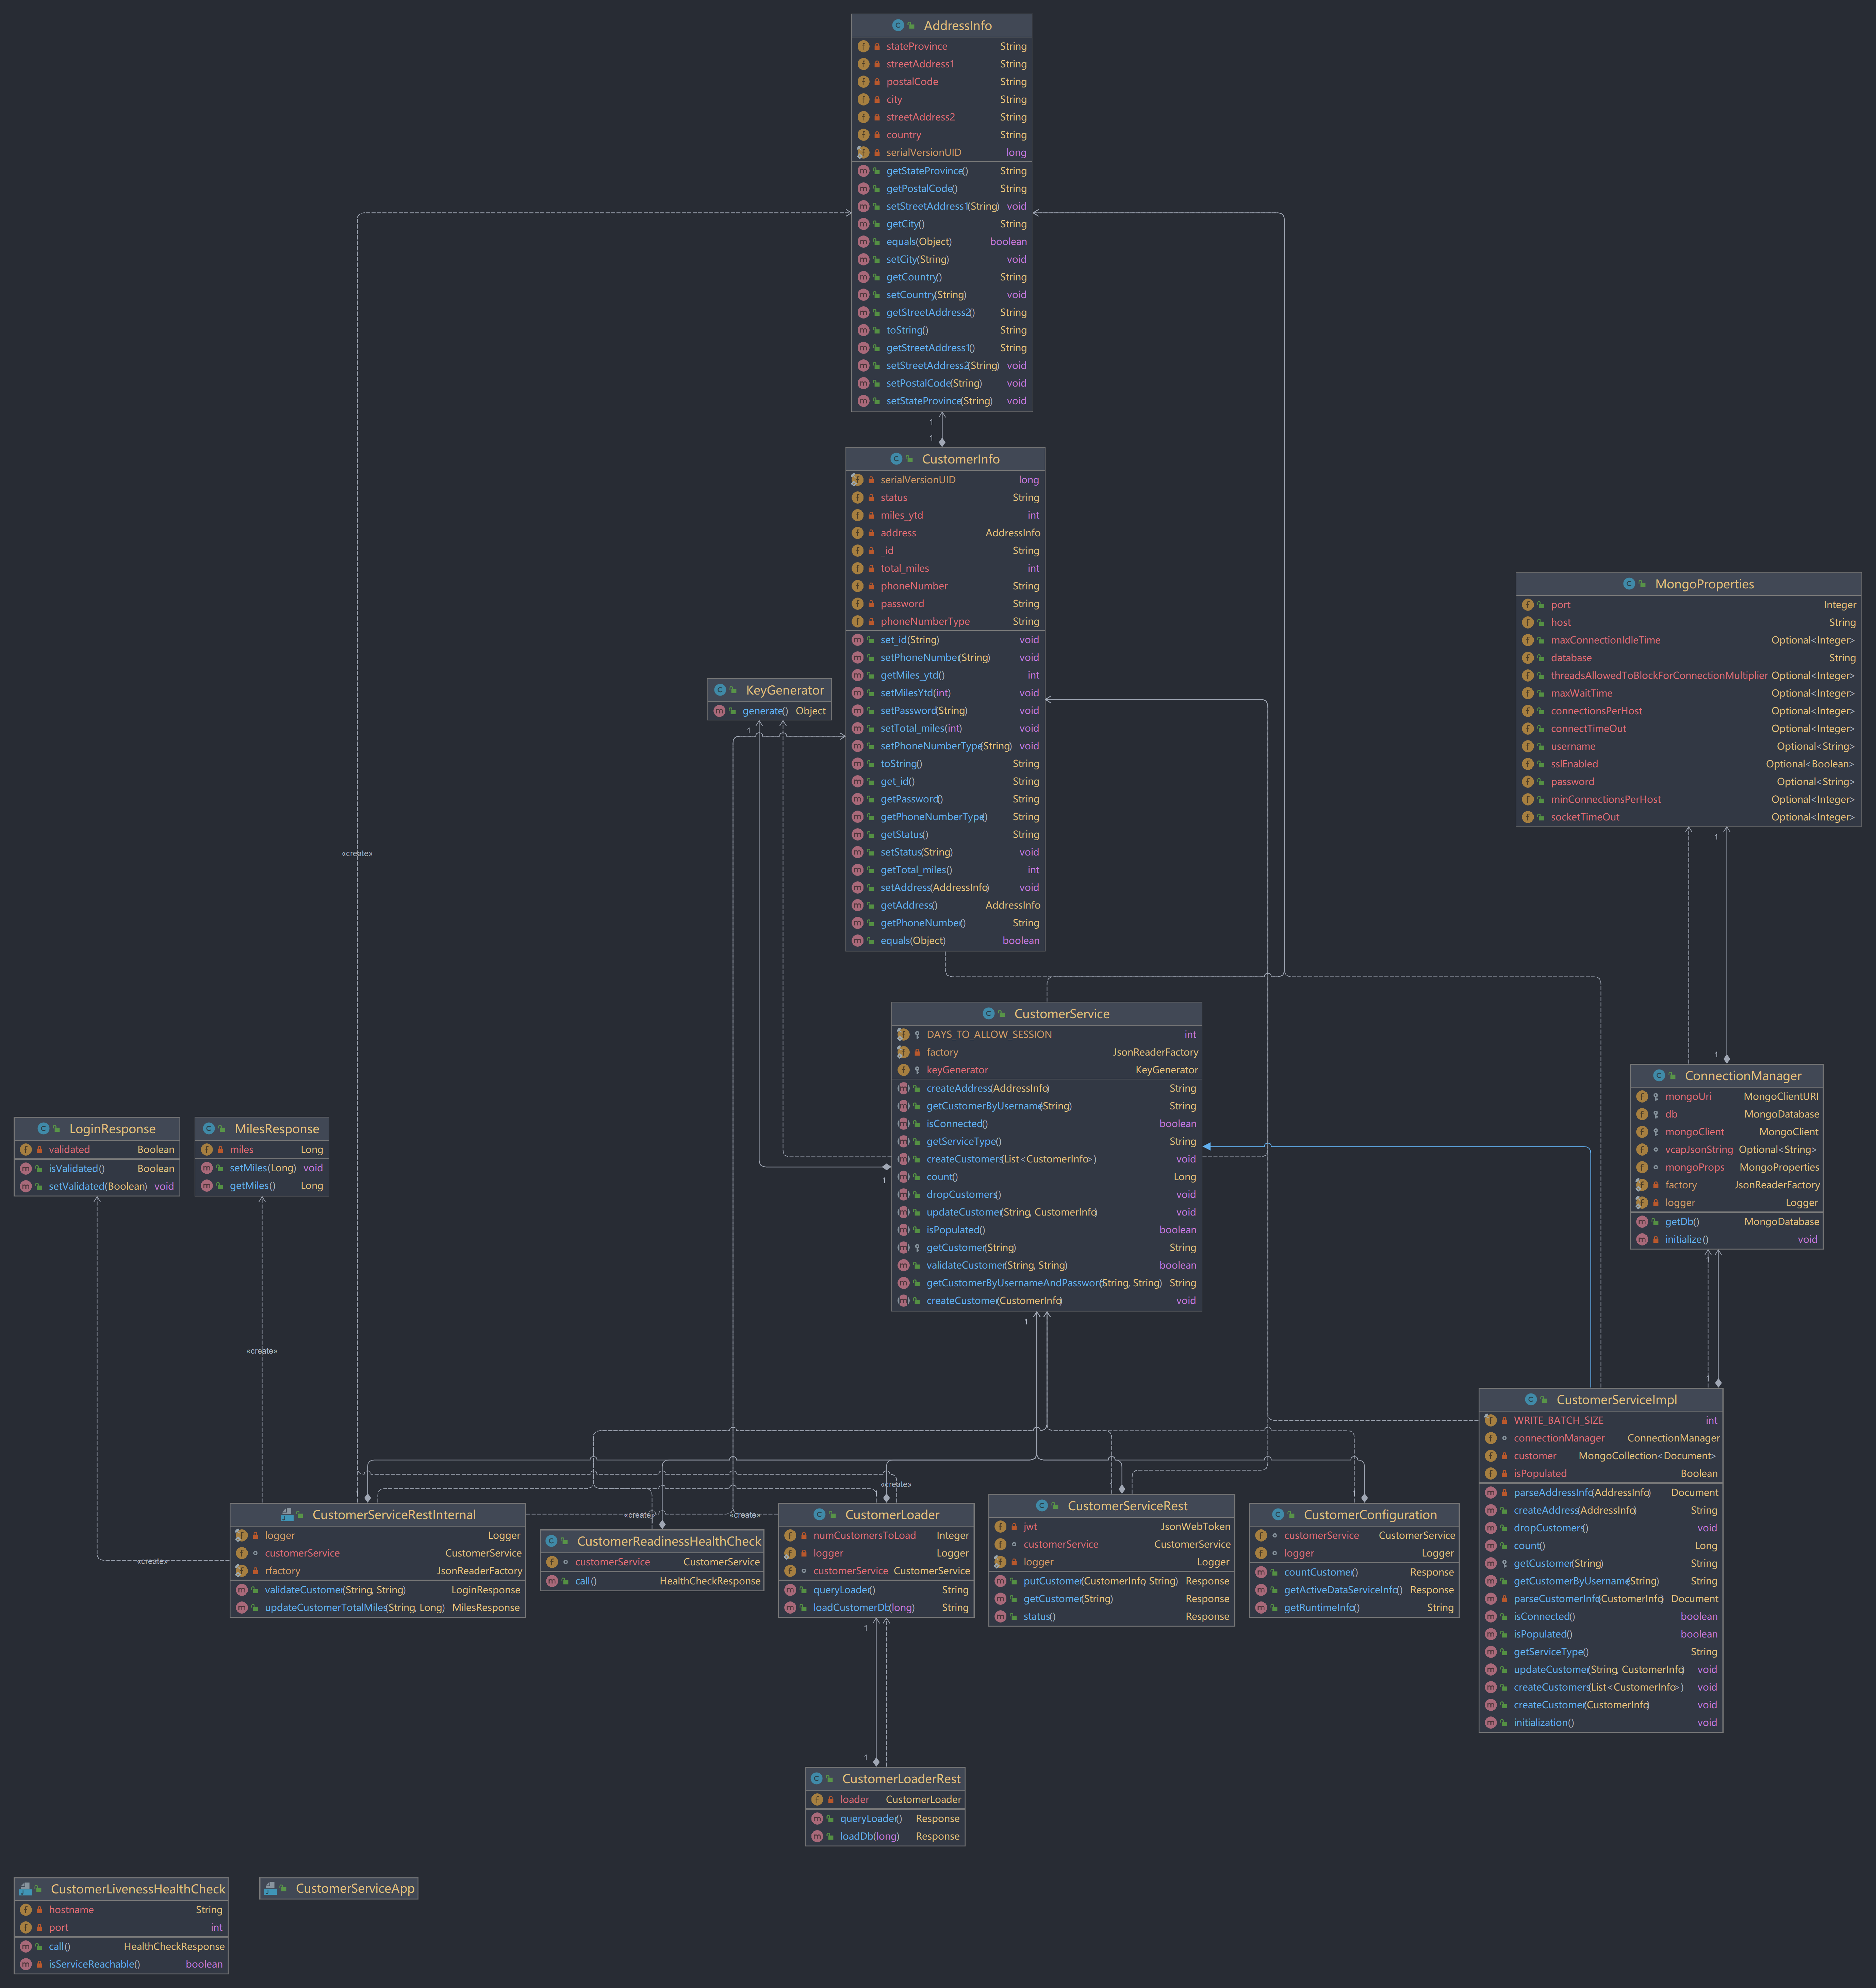 AddressInfo
stateProvince String
streetAddress1 String
postalCode String
city String
streetAddress2 String
country String
serialVersionUID long
getStateProvince() String
getPostalCode() String
setStreetAddress1(String) void
getCity() String
equals(Object) boolean
setCity(String) void
getCountry() String
setCountry(String) void
getStreetAddress2() String
toString() String
getStreetAddress1() String
setStreetAddress2(String) void
setPostalCode(String) void
setStateProvince(String) void
1
1
CustomerInfo
serialVersionUID long
status String
miles_ytd int
address AddressInfo
_id String
total_miles int
phoneNumber String
password String
phoneNumberType String
set_id(String) void
setPhoneNumber(String) void
getMiles_ytd() int
setMilesYtd(int) void
setPassword(String) void
setTotal_miles(int) void
setPhoneNumberType(String) void
toString() String
get_id() String
getPassword() String
getPhoneNumberType() String
getStatus() String
setStatus(String) void
getTotal_miles() int
setAddress(AddressInfo) void
getAddress() AddressInfo
getPhoneNumber() String
equals(Object) boolean
MongoProperties
port Integer
host String
maxConnectionIdleTime Optional<Integer>
database String
threadsAllowedToBlockForConnectionMultiplier Optional<Integer>
maxWaitTime Optional<Integer>
connectionsPerHost Optional<Integer>
connectTimeOut Optional<Integer>
username Optional<String>
sslEnabled Optional<Boolean>
password Optional<String>
minConnectionsPerHost Optional<Integer>
socketTimeOut Optional<Integer>
1
1
KeyGenerator
generate() Object
1
«create»
CustomerService
DAYS_TO_ALLOW_SESSION int
factory JsonReaderFactory
keyGenerator KeyGenerator
createAddress(AddressInfo) String
getCustomerByUsername(String) String
isConnected() boolean
getServiceType() String
createCustomers(List<CustomerInfo>) void
count() Long
dropCustomers() void
updateCustomer(String, CustomerInfo) void
isPopulated() boolean
getCustomer(String) String
validateCustomer(String, String) boolean
getCustomerByUsernameAndPassword(String, String) String
createCustomer(CustomerInfo) void
1
1
ConnectionManager
mongoUri MongoClientURI
db MongoDatabase
mongoClient MongoClient
vcapJsonString Optional<String>
mongoProps MongoProperties
factory JsonReaderFactory
logger Logger
getDb() MongoDatabase
initialize() void
LoginResponse
validated Boolean
isValidated() Boolean
setValidated(Boolean) void
MilesResponse
miles Long
setMiles(Long) void
getMiles() Long
«create»
CustomerServiceImpl
WRITE_BATCH_SIZE int
connectionManager ConnectionManager
customer MongoCollection<Document>
isPopulated Boolean
parseAddressInfo(AddressInfo) Document
createAddress(AddressInfo) String
dropCustomers() void
count() Long
getCustomer(String) String
getCustomerByUsername(String) String
parseCustomerInfo(CustomerInfo) Document
isConnected() boolean
isPopulated() boolean
getServiceType() String
updateCustomer(String, CustomerInfo) void
createCustomers(List<CustomerInfo>) void
createCustomer(CustomerInfo) void
initialization() void
«create»
«create»
«create»
«create»
CustomerServiceRestInternal
logger Logger
customerService CustomerService
rfactory JsonReaderFactory
validateCustomer(String, String) LoginResponse
updateCustomerTotalMiles(String, Long) MilesResponse
CustomerReadinessHealthCheck
customerService CustomerService
call() HealthCheckResponse
CustomerLoader
numCustomersToLoad Integer
logger Logger
customerService CustomerService
queryLoader() String
loadCustomerDb(long) String
CustomerServiceRest
jwt JsonWebToken
customerService CustomerService
logger Logger
putCustomer(CustomerInfo, String) Response
getCustomer(String) Response
status() Response
CustomerConfiguration
customerService CustomerService
logger Logger
countCustomer() Response
getActiveDataServiceInfo() Response
getRuntimeInfo() String
1
1
CustomerLoaderRest
loader CustomerLoader
queryLoader() Response
loadDb(long) Response
CustomerLivenessHealthCheck
hostname String
port int
call() HealthCheckResponse
isServiceReachable() boolean
CustomerServiceApp